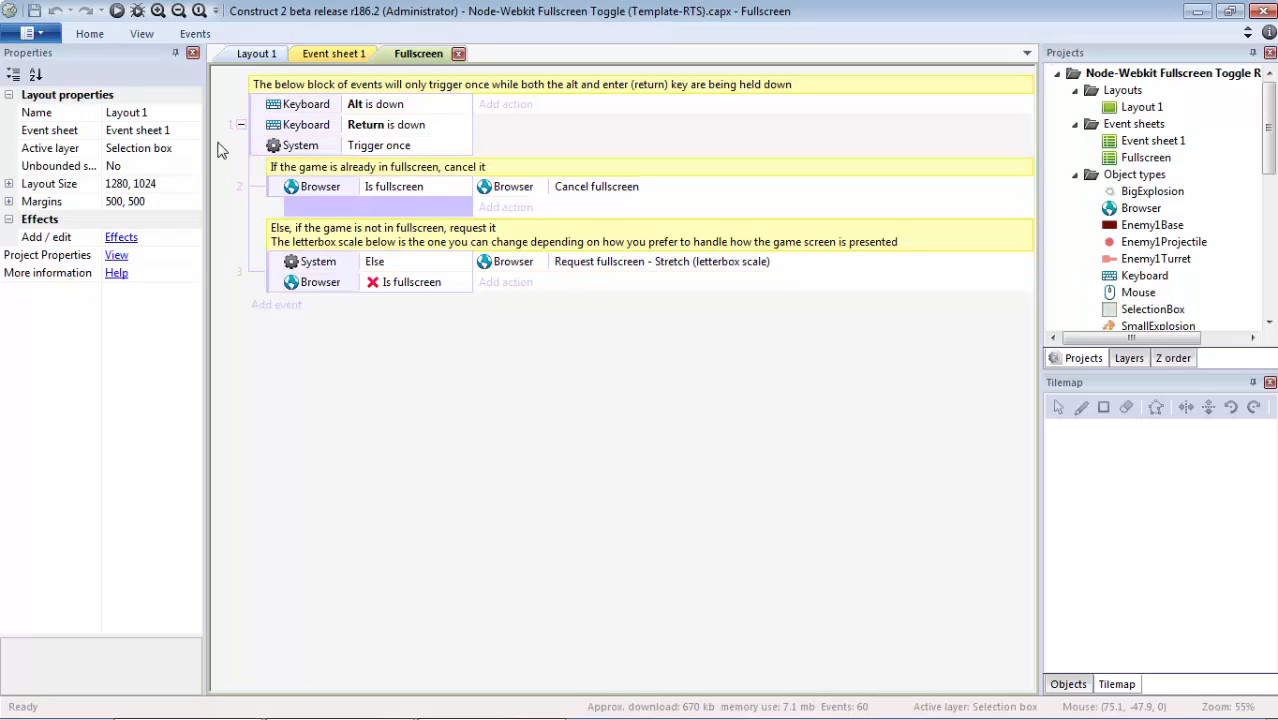 Construct 2 beta release r186.2 (Administrator) - Node-Webkit Fullscreen Toggle (Template-RTS).capx - Fullscreen
Home
View
Events
Properties
Layout properties
Name Layout 1
Event sheet Event sheet 1
Active layer Selection box
Unbounded s... No
Layout Size 1280, 1024
Margins 500, 500
Effects
Add / edit Effects
Project Properties View
More information Help
Layout 1
Event sheet 1
Fullscreen
The below block of events will only trigger once while both the alt and enter (return) key are being held down
1
Keyboard Alt is down Add action
Keyboard Return is down
System Trigger once
If the game is already in fullscreen, cancel it
2
Browser Is fullscreen Browser Cancel fullscreen
Add action
Else, if the game is not in fullscreen, request it
The letterbox scale below is the one you can change depending on how you prefer to handle how the game screen is presented
3
System Else Browser Request fullscreen - Stretch (letterbox scale)
Browser Is fullscreen Add action
Add event
Projects
Node-Webkit Fullscreen Toggle R
Layouts
Layout 1
Event sheets
Event sheet 1
Fullscreen
Object types
BigExplosion
Browser
Enemy1Base
Enemy1Projectile
Enemy1Turret
Keyboard
Mouse
SelectionBox
SmallExplosion
Projects
Layers
Z order
Tilemap
Objects
Tilemap
Ready
Approx. download: 670 kb memory use: 7.1 mb Events: 60
Active layer: Selection box
Mouse: (75.1, -47.9, 0)
Zoom: 55%